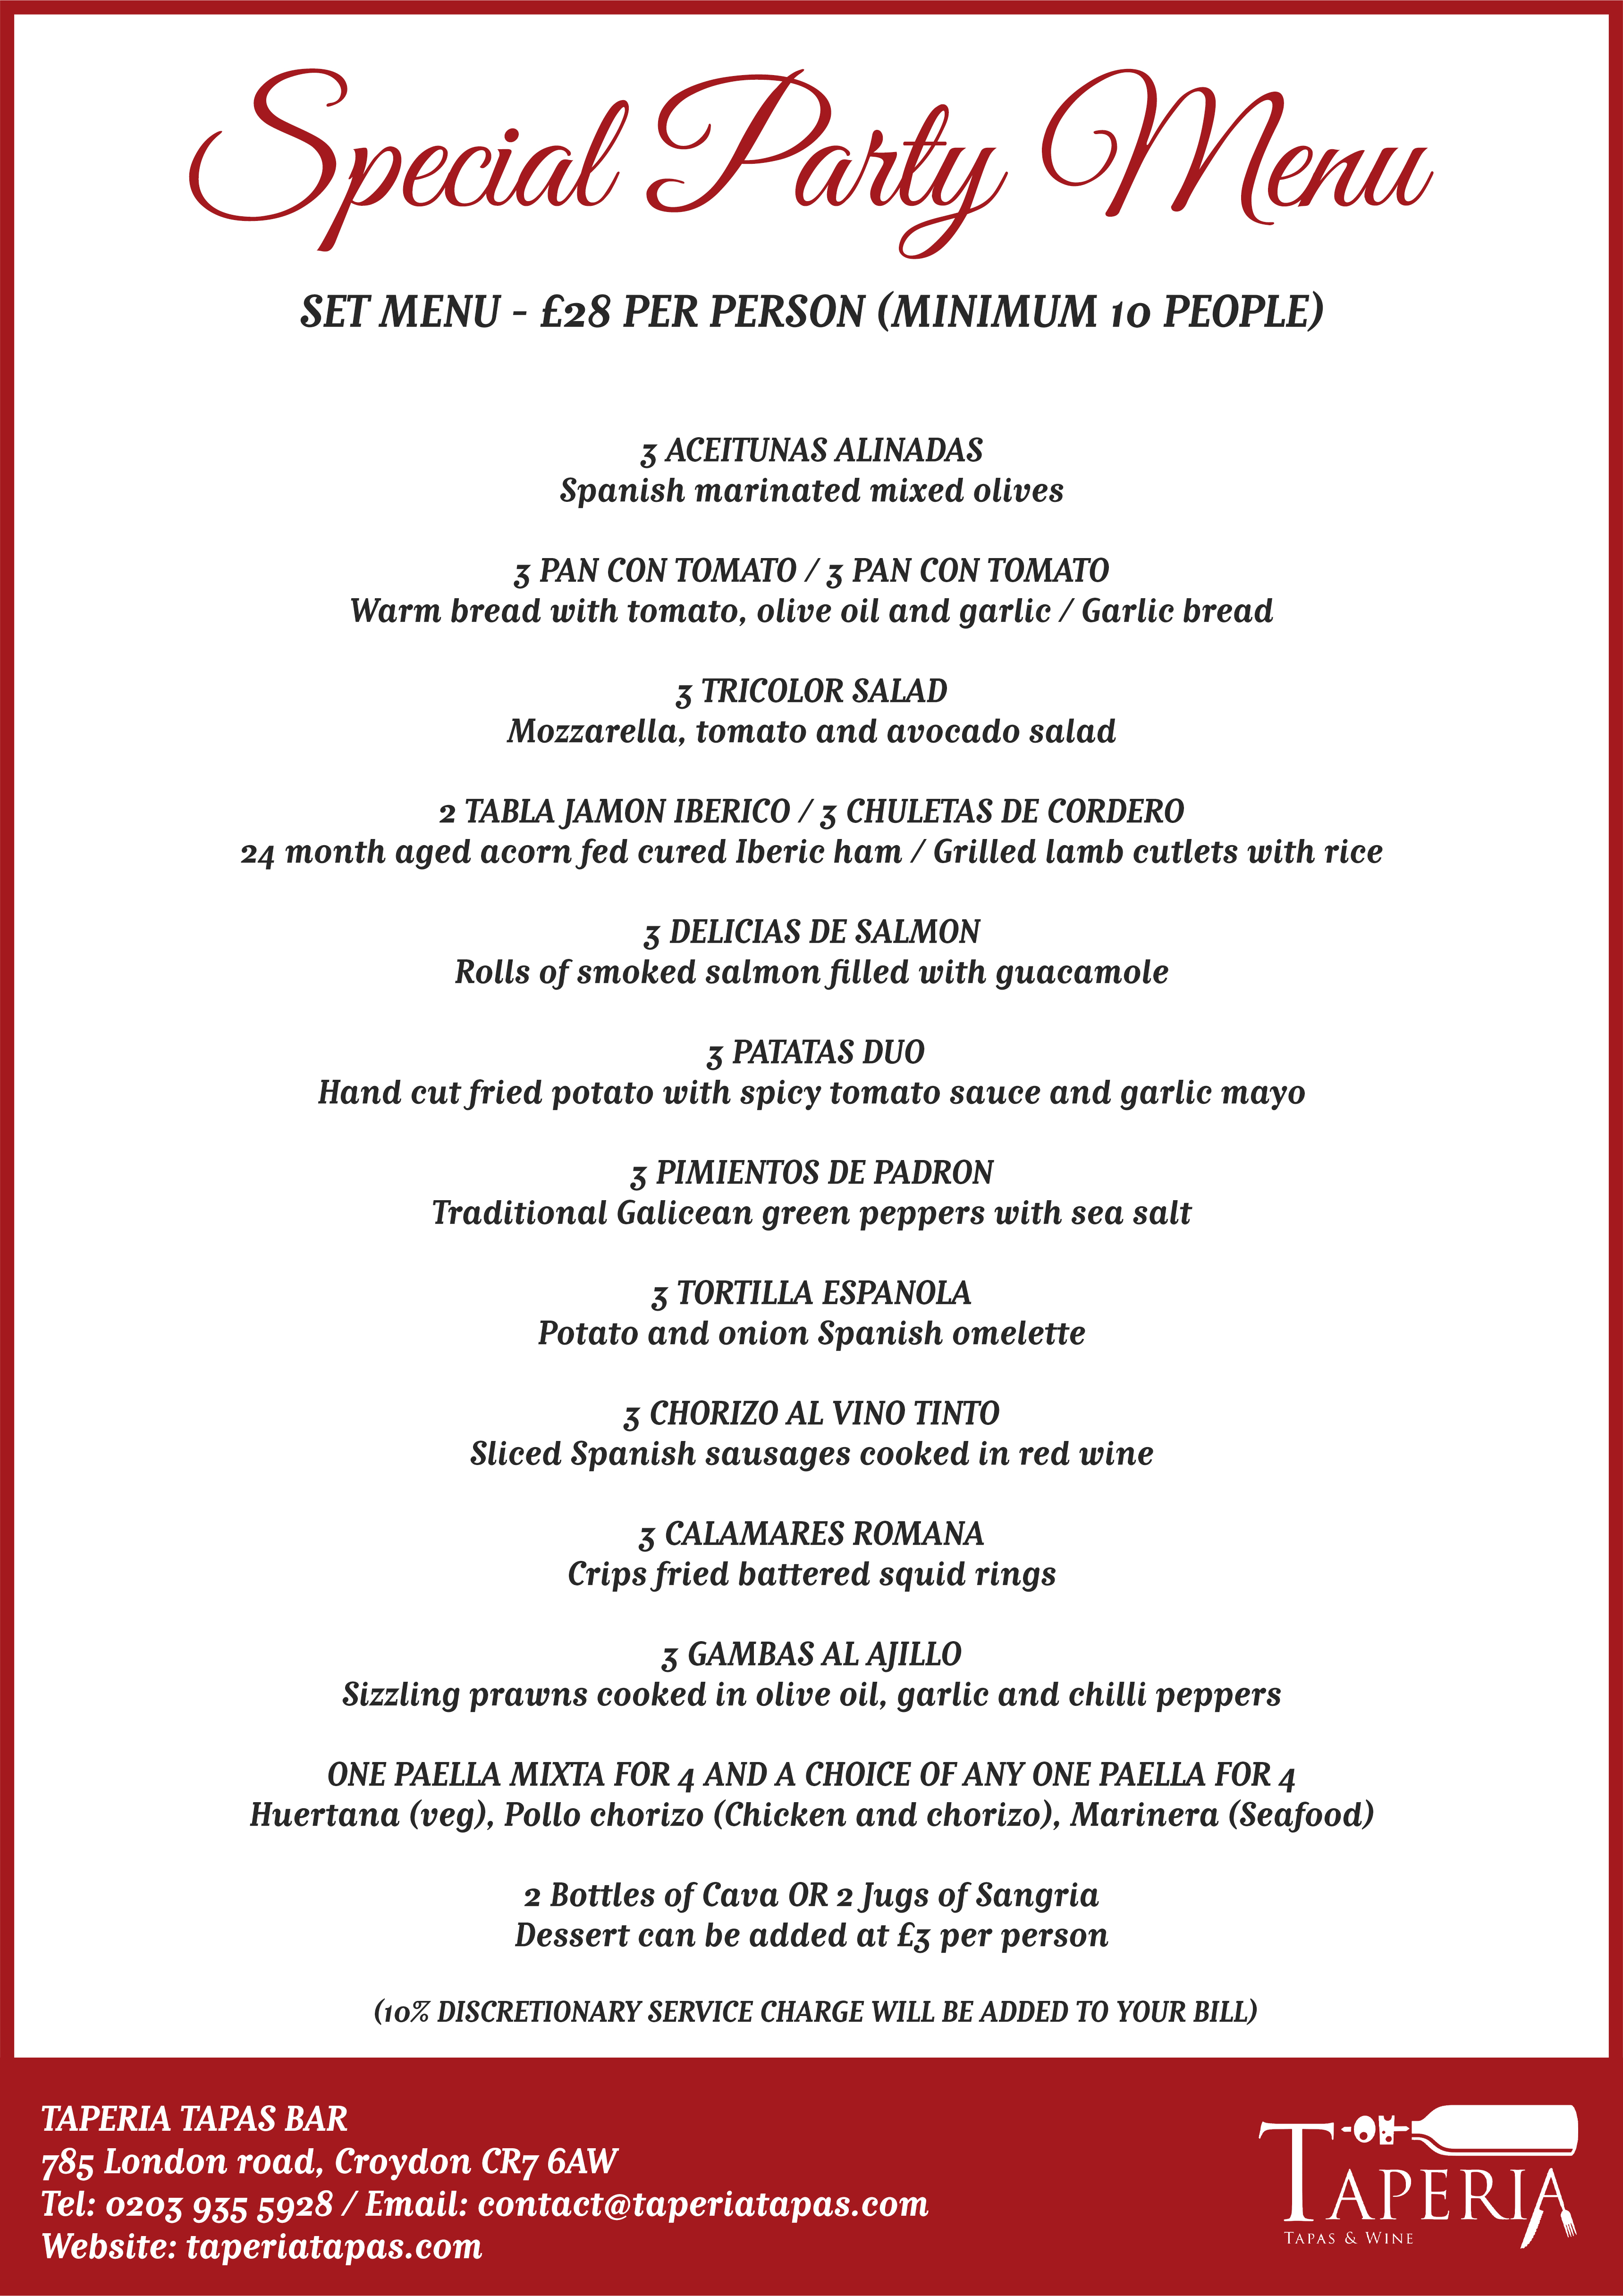 Special Party Menu
SET MENU - £28 PER PERSON (MINIMUM 10 PEOPLE)
3 ACEITUNAS ALINADAS
Spanish marinated mixed olives
3 PAN CON TOMATO / 3 PAN CON TOMATO
Warm bread with tomato, olive oil and garlic / Garlic bread
3 TRICOLOR SALAD
Mozzarella, tomato and avocado salad
2 TABLA JAMON IBERICO / 3 CHULETAS DE CORDERO
24 month aged acorn fed cured Iberic ham / Grilled lamb cutlets with rice
3 DELICIAS DE SALMON
Rolls of smoked salmon filled with guacamole
3 PATATAS DUO
Hand cut fried potato with spicy tomato sauce and garlic mayo
3 PIMIENTOS DE PADRON
Traditional Galicean green peppers with sea salt
3 TORTILLA ESPANOLA
Potato and onion Spanish omelette
3 CHORIZO AL VINO TINTO
Sliced Spanish sausages cooked in red wine
3 CALAMARES ROMANA
Crips fried battered squid rings
3 GAMBAS AL AJILLO
Sizzling prawns cooked in olive oil, garlic and chilli peppers
ONE PAELLA MIXTA FOR 4 AND A CHOICE OF ANY ONE PAELLA FOR 4
Huertana (veg), Pollo chorizo (Chicken and chorizo), Marinera (Seafood)
2 Bottles of Cava OR 2 Jugs of Sangria
Dessert can be added at £3 per person
(10% DISCRETIONARY SERVICE CHARGE WILL BE ADDED TO YOUR BILL)
TAPERIA TAPAS BAR
785 London road, Croydon CR7 6AW
Tel: 0203 935 5928 / Email: contact@taperiatapas.com
Website: taperiatapas.com
TAPERIA
TAPAS & WINE